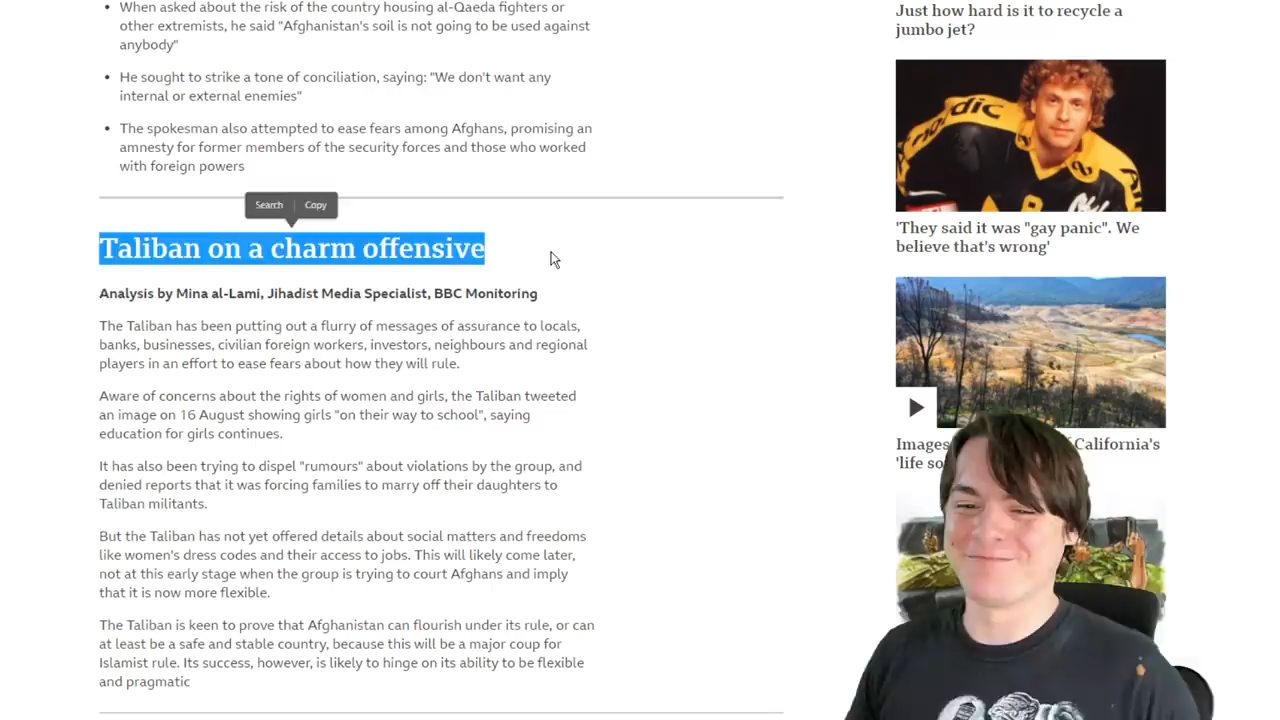 When asked about the risk of the country housing al-Qaeda fighters or
other extremists, he said "Afghanistan's soil is not going to be used against
anybody"
He sought to strike a tone of conciliation, saying: "We don't want any
internal or external enemies"
The spokesman also attempted to ease fears among Afghans, promising an
amnesty for former members of the security forces and those who worked
with foreign powers
Search Copy
Taliban on a charm offensive
Analysis by Mina al-Lami, Jihadist Media Specialist, BBC Monitoring
The Taliban has been putting out a flurry of messages of assurance to locals,
banks, businesses, civilian foreign workers, investors, neighbours and regional
players in an effort to ease fears about how they will rule.
Aware of concerns about the rights of women and girls, the Taliban tweeted
an image on 16 August showing girls "on their way to school", saying
education for girls continues.
It has also been trying to dispel "rumours" about violations by the group, and
denied reports that it was forcing families to marry off their daughters to
Taliban militants.
But the Taliban has not yet offered details about social matters and freedoms
like women's dress codes and their access to jobs. This will likely come later,
not at this early stage when the group is trying to court Afghans and imply
that it is now more flexible.
The Taliban is keen to prove that Afghanistan can flourish under its rule, or can
at least be a safe and stable country, because this will be a major coup for
Islamist rule. Its success, however, is likely to hinge on its ability to be flexible
and pragmatic
Just how hard is it to recycle a
jumbo jet?
'They said it was "gay panic". We
believe that's wrong'
Images California's
'life